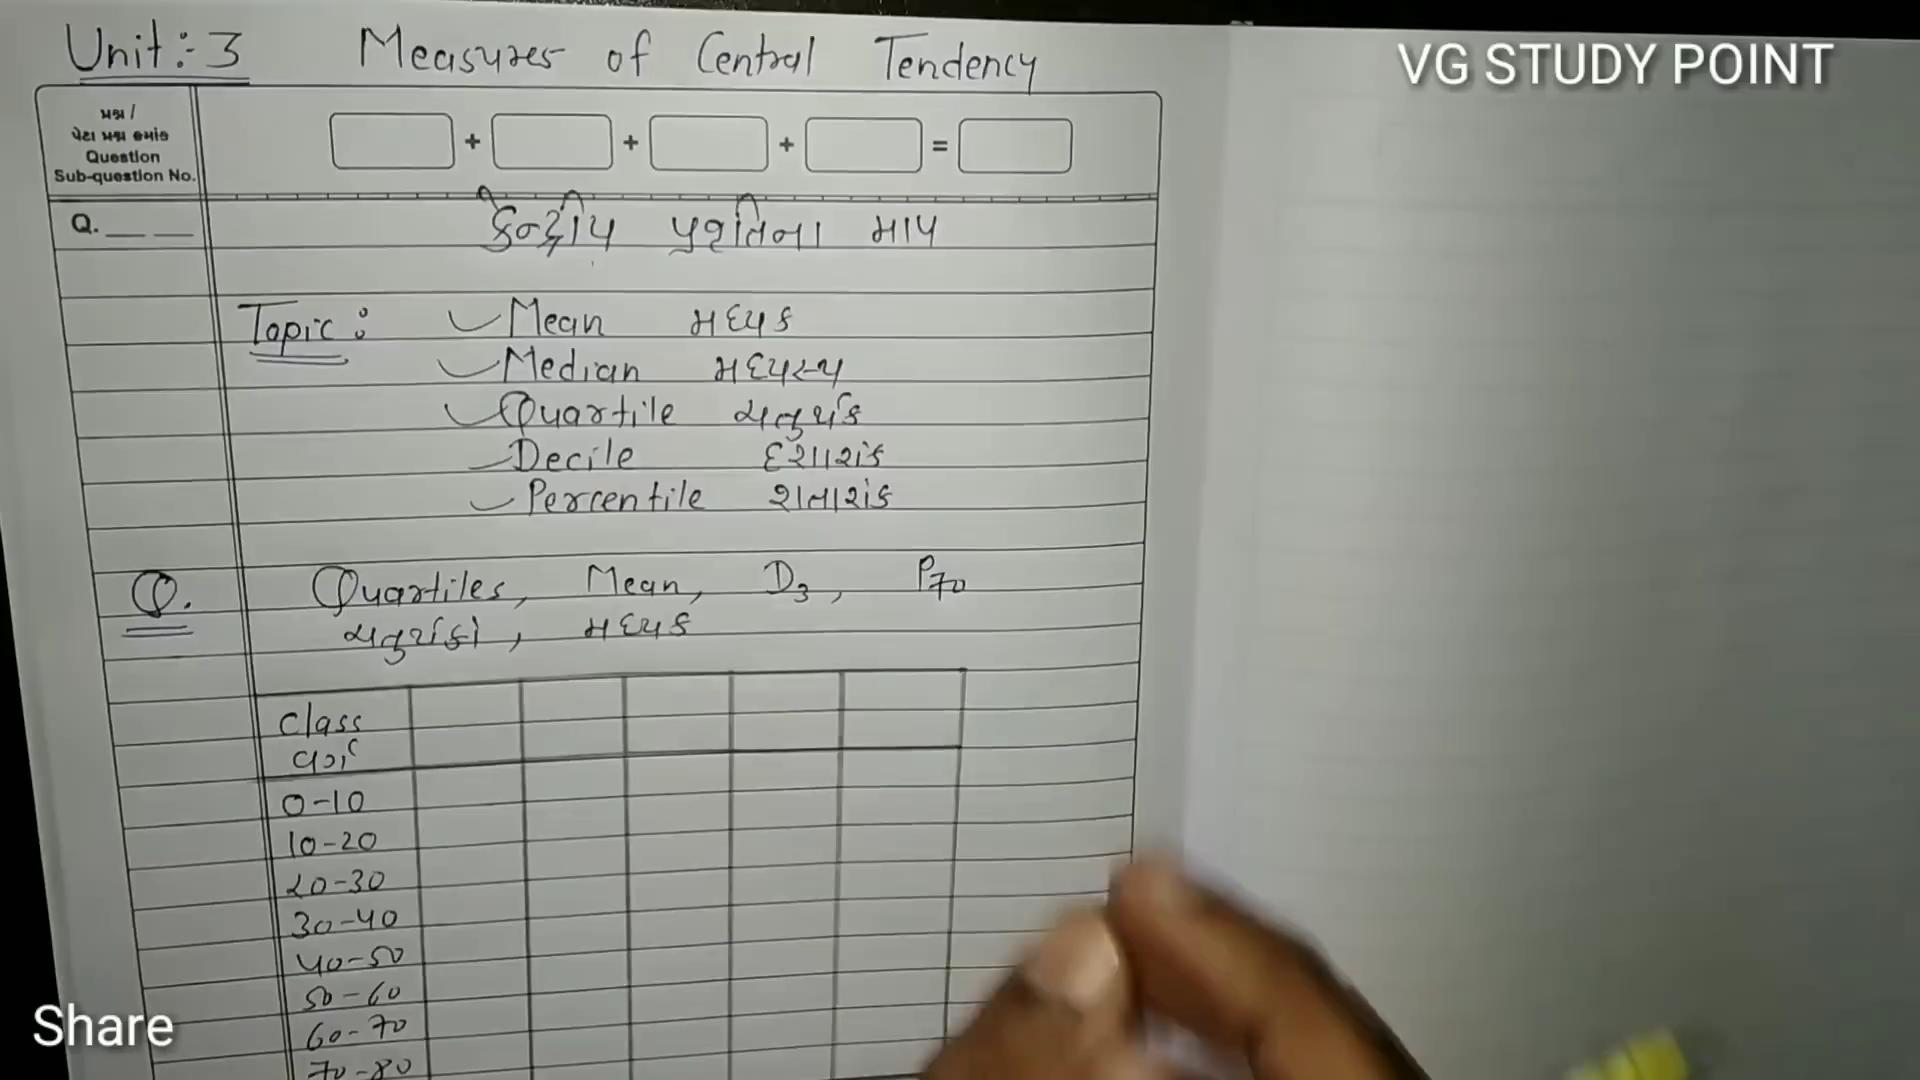 Unit:-3 Measures of Central Tendency
VG STUDY POINT
પ્રશ્ન /
પેટા પ્રશ્ન ક્રમાંક
Question
Sub-question No.
+ + + =
Q. __ __
કેન્દ્રીય પ્રવૃત્તિના માપ
Topic: Mean મધ્યક
Median મધ્યસ્થ
Quartile ચતુર્થક
Decile દશાંશક
Percentile શતાંશક
Q. Quartiles, Mean, D3, P70
ચતુર્થકો, મધ્યક
Class
વર્ગ
0-10
10-20
20-30
30-40
40-50
50-60
60-70
70-80
Share